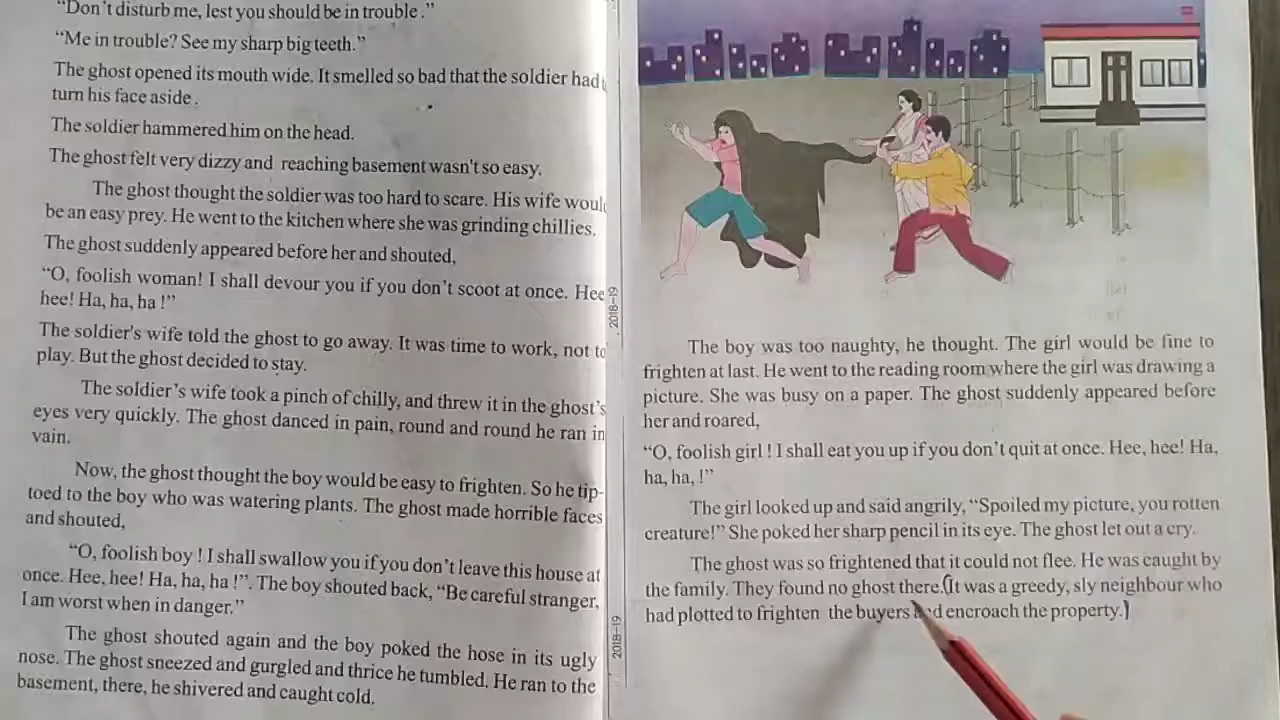 “Don’t disturb me, lest you should be in trouble .”
“Me in trouble? See my sharp big teeth.”
The ghost opened its mouth wide. It smelled so bad that the soldier had
turn his face aside .
The soldier hammered him on the head.
The ghost felt very dizzy and reaching basement wasn't so easy.
The ghost thought the soldier was too hard to scare. His wife would
be an easy prey. He went to the kitchen where she was grinding chillies.
The ghost suddenly appeared before her and shouted,
“O, foolish woman! I shall devour you if you don’t scoot at once. Hee
hee! Ha, ha, ha !”
The soldier's wife told the ghost to go away. It was time to work, not to
play. But the ghost decided to stay.
The soldier’s wife took a pinch of chilly, and threw it in the ghost’s
eyes very quickly. The ghost danced in pain, round and round he ran in
vain.
Now, the ghost thought the boy would be easy to frighten. So he tip-
toed to the boy who was watering plants. The ghost made horrible faces
and shouted,
“O, foolish boy ! I shall swallow you if you don’t leave this house at
once. Hee, hee! Ha, ha, ha !”. The boy shouted back, “Be careful stranger,
I am worst when in danger.”
The ghost shouted again and the boy poked the hose in its ugly
nose. The ghost sneezed and gurgled and thrice he tumbled. He ran to the
basement, there, he shivered and caught cold.
2018–19
2018–19
The boy was too naughty, he thought. The girl would be fine to
frighten at last. He went to the reading room where the girl was drawing a
picture. She was busy on a paper. The ghost suddenly appeared before
her and roared,
“O, foolish girl ! I shall eat you up if you don’t quit at once. Hee, hee! Ha,
ha, ha, !”
The girl looked up and said angrily, “Spoiled my picture, you rotten
creature!” She poked her sharp pencil in its eye. The ghost let out a cry.
The ghost was so frightened that it could not flee. He was caught by
the family. They found no ghost there.(It was a greedy, sly neighbour who
had plotted to frighten the buyers and encroach the property.)